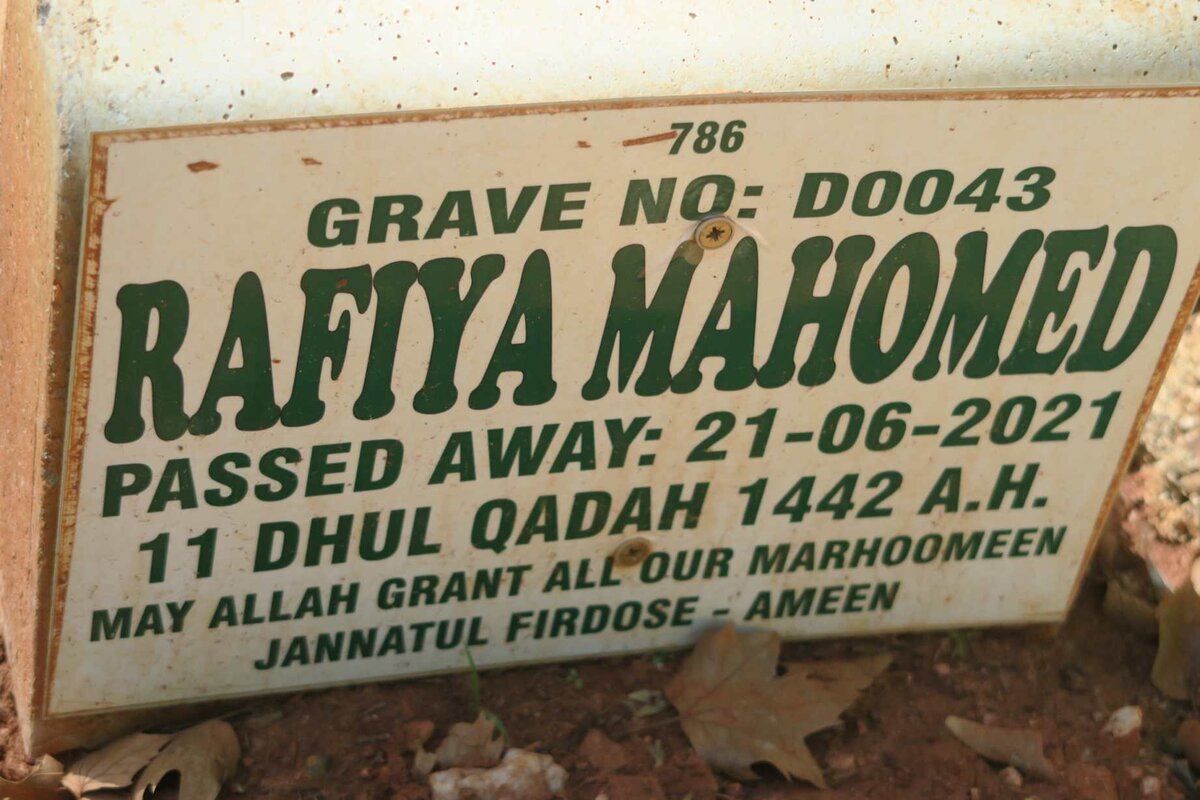 786
GRAVE NO: D0043
RAFIYA MAHOMED
PASSED AWAY: 21-06-2021
11 DHUL QADAH 1442 A.H.
MAY ALLAH GRANT ALL OUR MARHOOMEEN
JANNATUL FIRDOSE - AMEEN